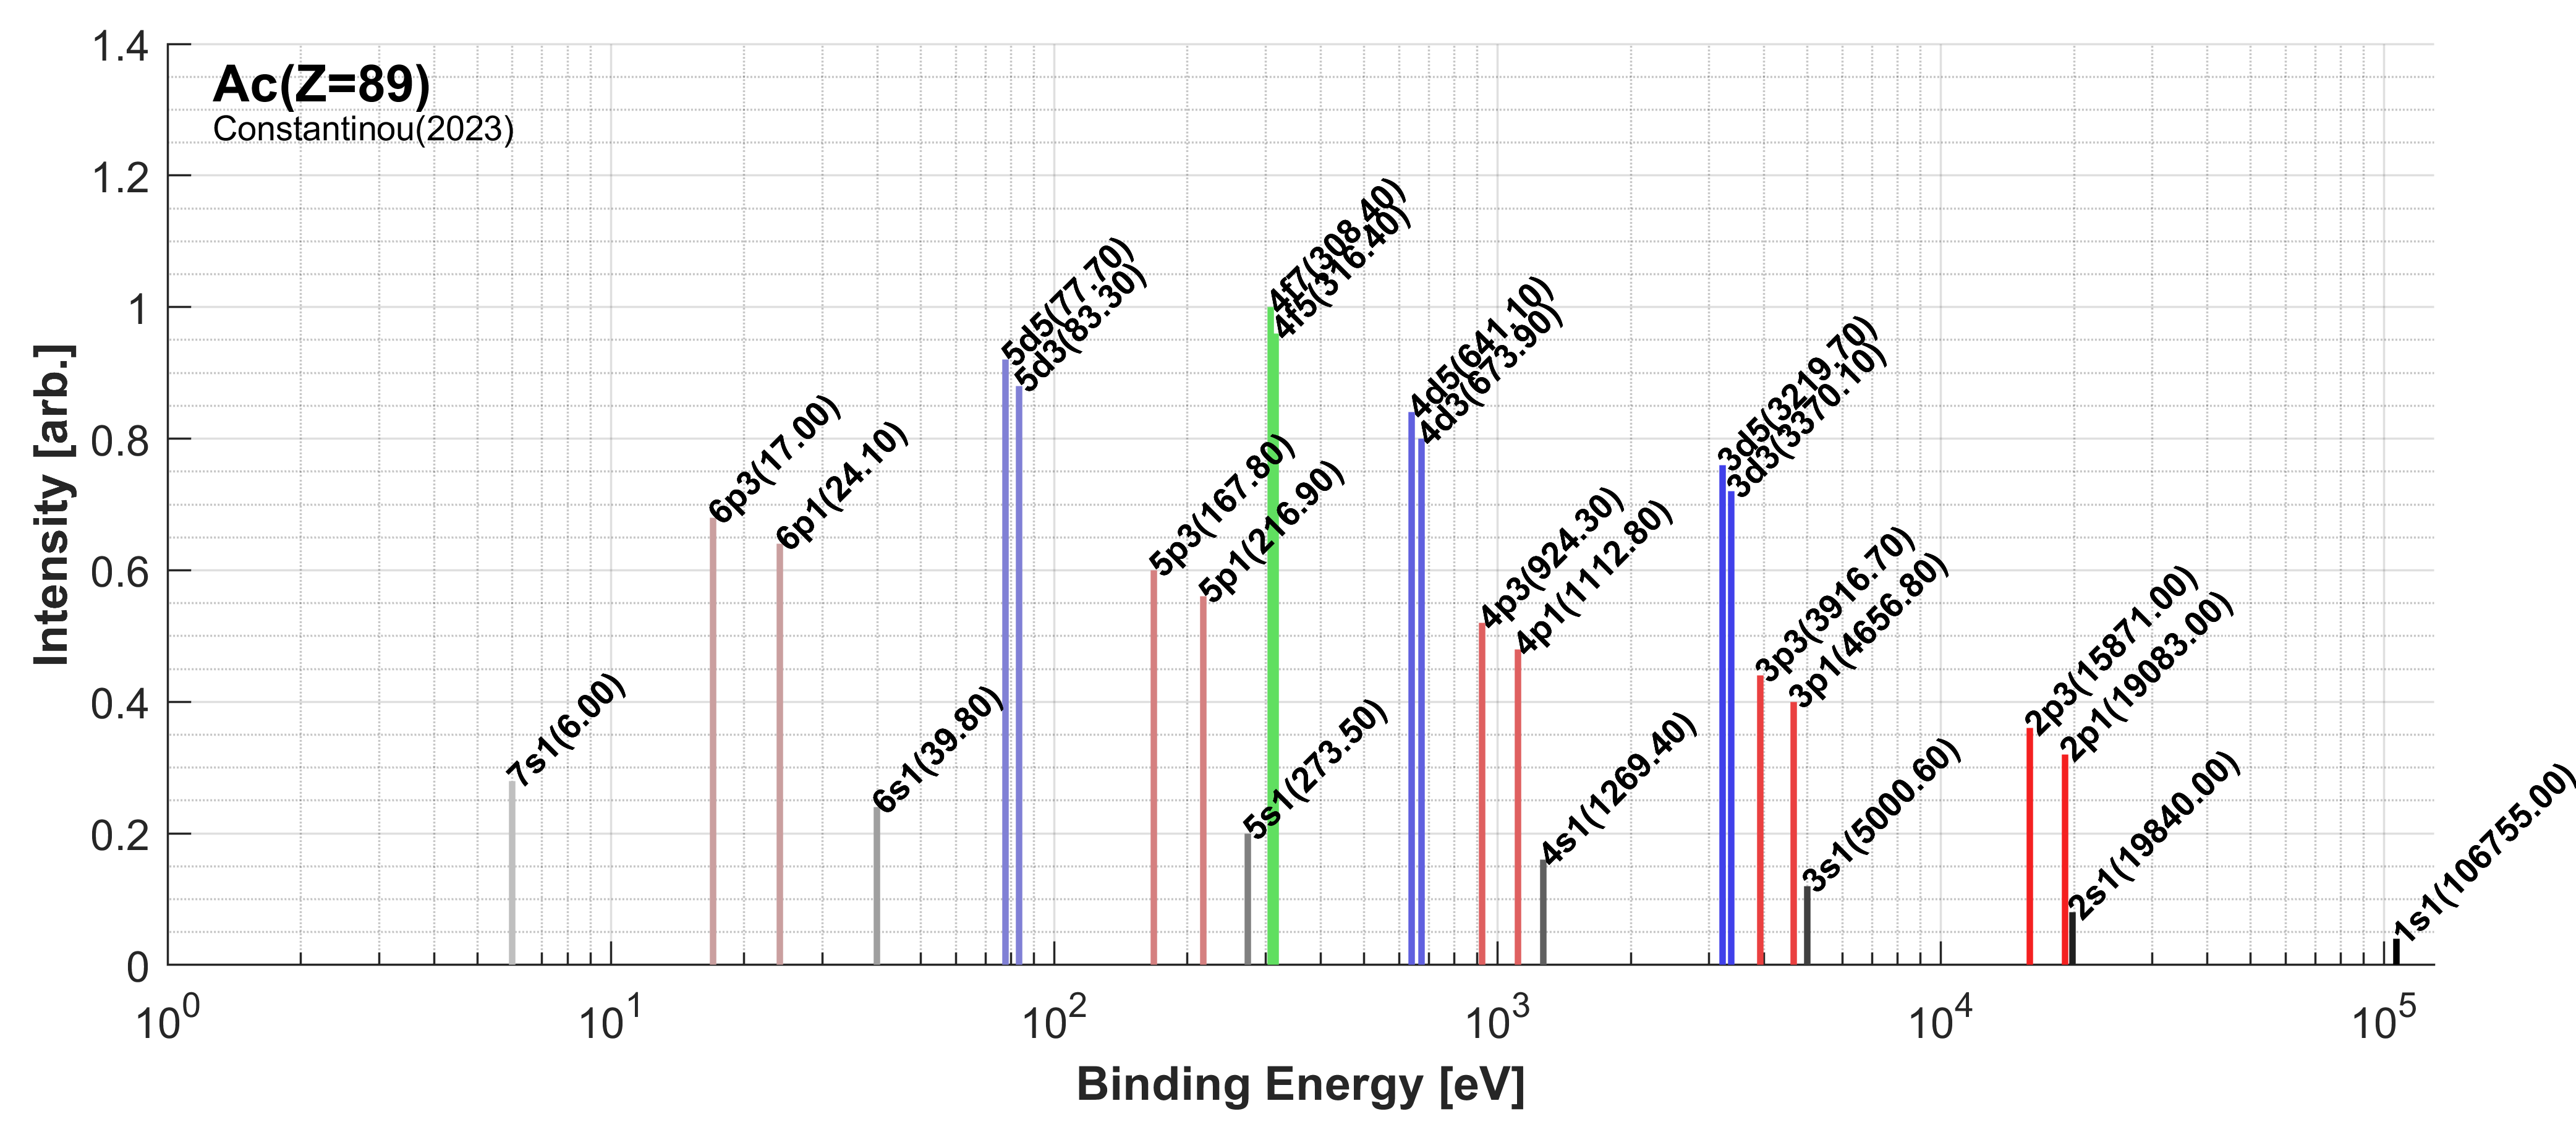 Ac(Z=89)
Constantinou(2023)
Intensity [arb.]
1.4
1.2
1
0.8
0.6
0.4
0.2
0
7s1(6.00)
6p3(17.00)
6p1(24.10)
6s1(39.80)
5d5(77.70)
5d3(83.30)
5p3(167.80)
5p1(216.90)
5s1(273.50)
4f7(308.40)
4f5(316.40)
4d5(641.10)
4d3(673.90)
4p3(924.30)
4p1(1112.80)
4s1(1269.40)
3d5(3219.70)
3d3(3370.10)
3p3(3916.70)
3p1(4656.80)
3s1(5000.60)
2p3(15871.00)
2p1(19083.00)
2s1(19840.00)
1s1(106755.00)
10^0 10^1 10^2 10^3 10^4 10^5
Binding Energy [eV]